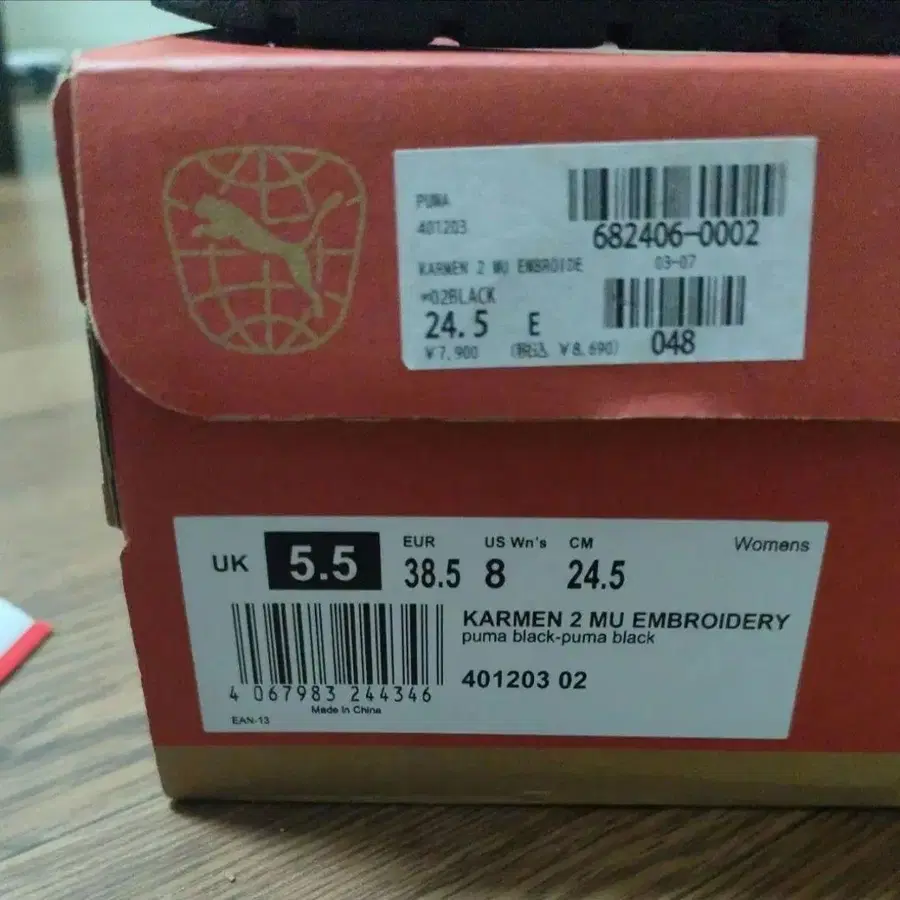 PUMA
401203
682406-0002
KARMEN 2 MU EMBROIDE 03-07
*02BLACK
24.5 E
¥7,900 (税込 ¥8,690) 048
UK 5.5 EUR 38.5 US Wn's 8 CM 24.5 Womens
KARMEN 2 MU EMBROIDERY
puma black-puma black
401203 02
4 067983 244346
Made in China
EAN-13